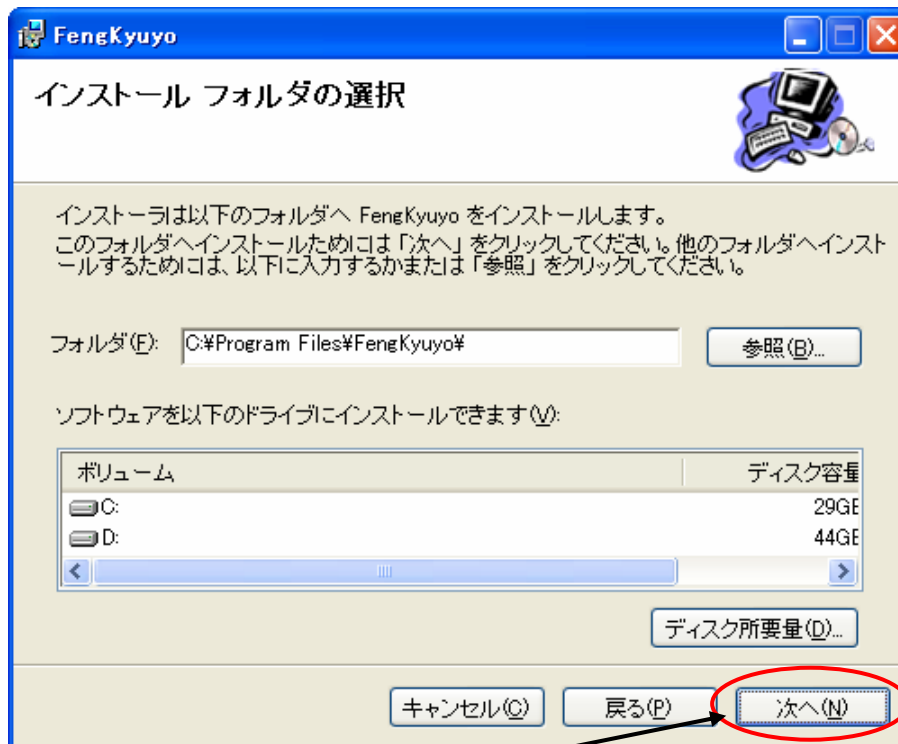 FengKyuyo
インストール フォルダの選択
インストーラは以下のフォルダへ FengKyuyo をインストールします。
このフォルダへインストールためには「次へ」をクリックしてください。他のフォルダへインスト
ールするためには、以下に入力するかまたは「参照」をクリックしてください。
フォルダ(F): C:¥Program Files¥FengKyuyo¥ 参照(B)...
ソフトウェアを以下のドライブにインストールできます(V):
ボリューム ディスク容量
C: 29GB
D: 44GB
ディスク所要量(D)...
キャンセル(C) 戻る(P) 次へ(N)